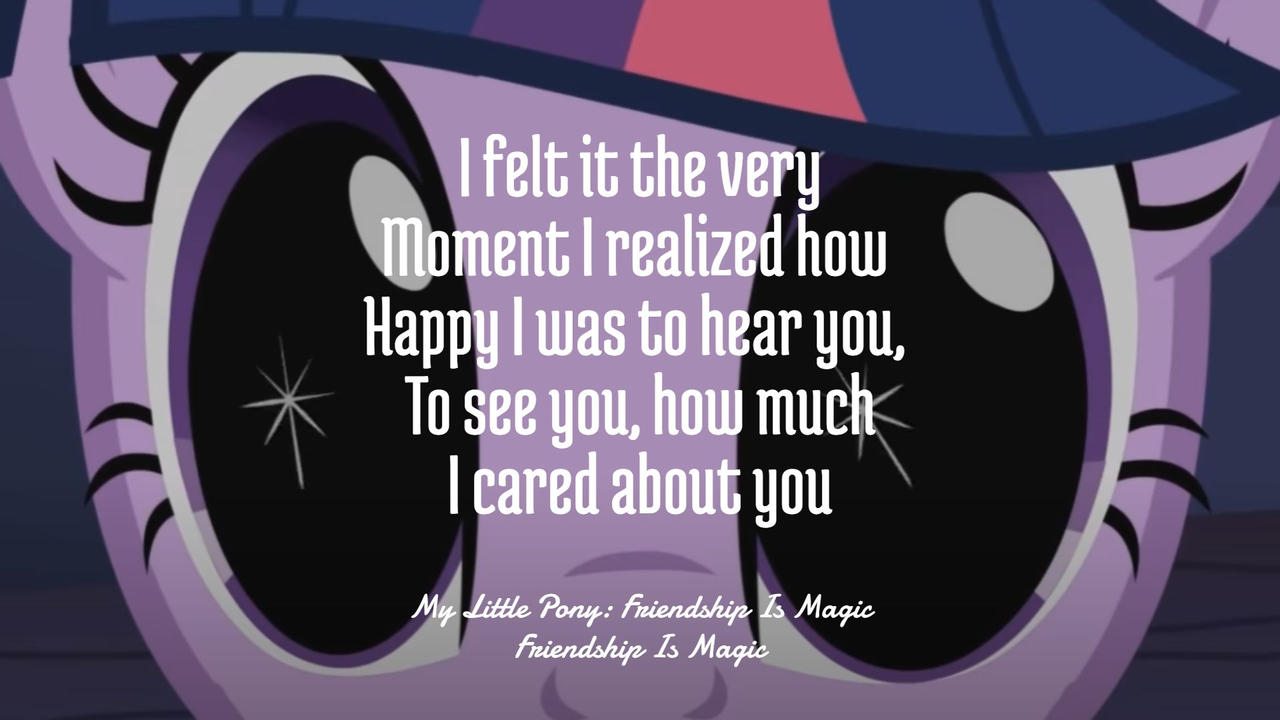 I felt it the very
Moment I realized how
Happy I was to hear you,
To see you, how much
I cared about you
My Little Pony: Friendship Is Magic
Friendship Is Magic